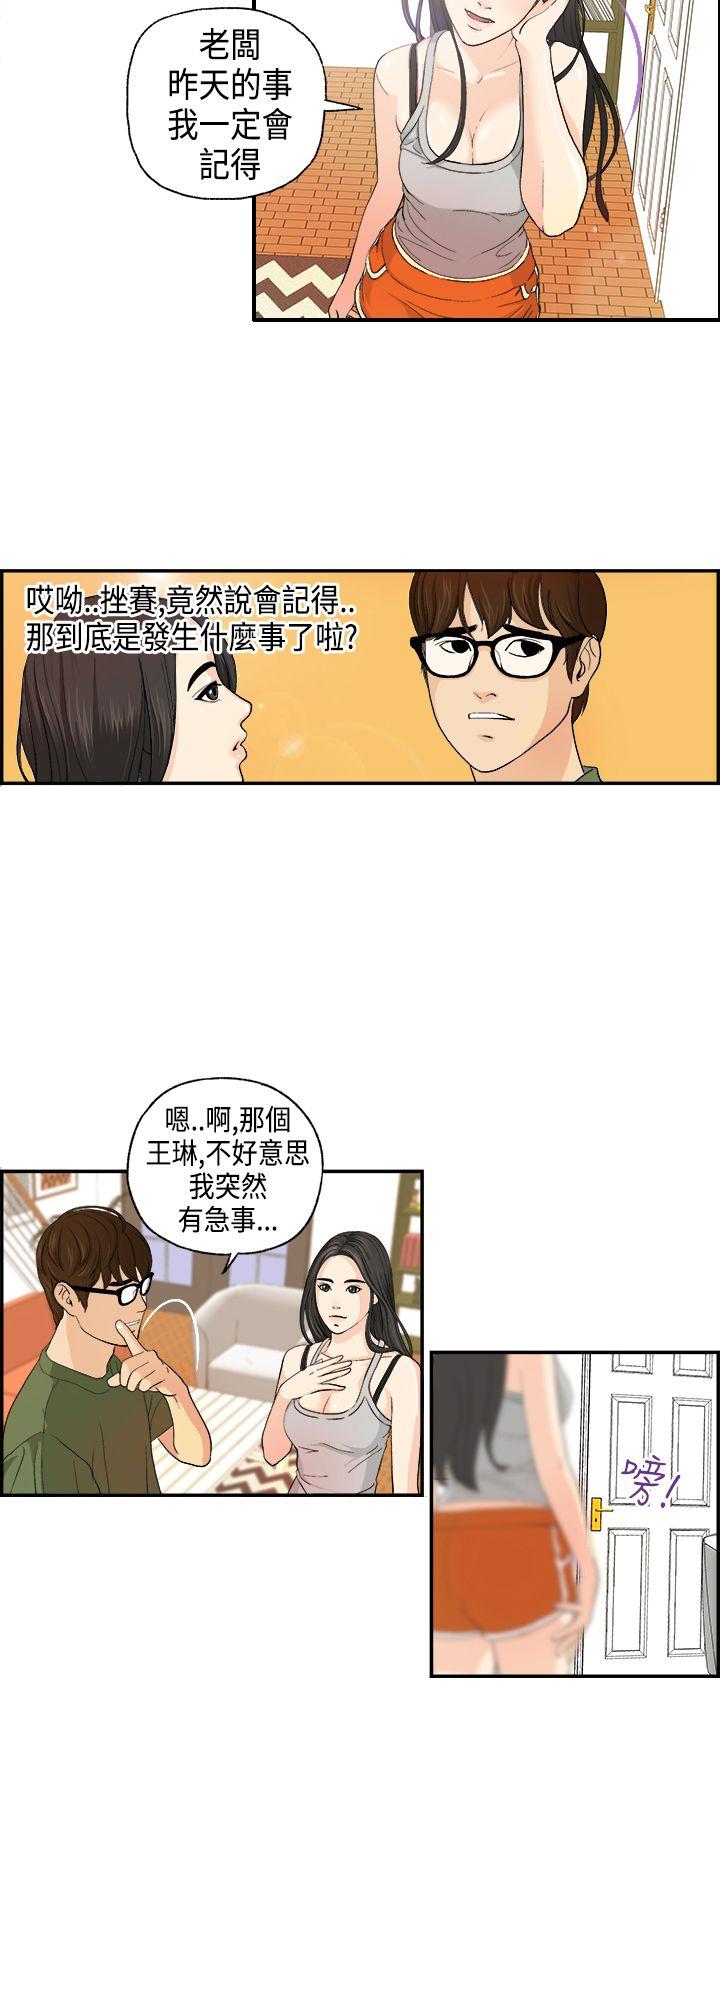 老闆
昨天的事
我一定會
記得
哎呦..挫賽,竟然說會記得..
那到底是發生什麼事了啦?
嗯..啊,那個
王琳,不好意思
我突然
有急事...
嗙!